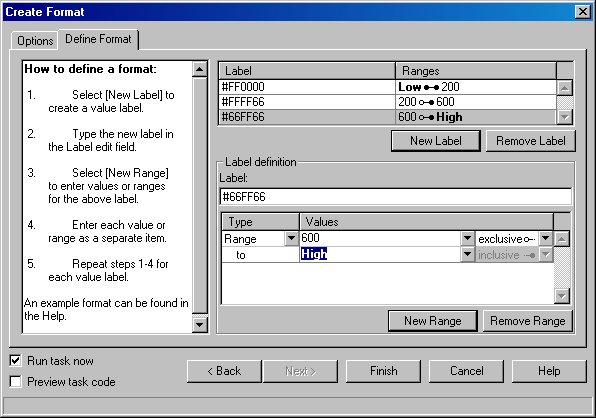 Create Format
Options
Define Format
How to define a format:
1. Select [New Label] to
create a value label.
2. Type the new label in
the Label edit field.
3. Select [New Range]
to enter values or ranges
for the above label.
4. Enter each value or
range as a separate item.
5. Repeat steps 1-4 for
each value label.
An example format can be found in
the Help.
Label Ranges
#FF0000 Low 200
#FFFF66 200 600
#66FF66 600 High
New Label Remove Label
Label definition
Label:
#66FF66
Type Values
Range 600 exclusive
to High inclusive
New Range Remove Range
Run task now
Preview task code
< Back Next > Finish Cancel Help